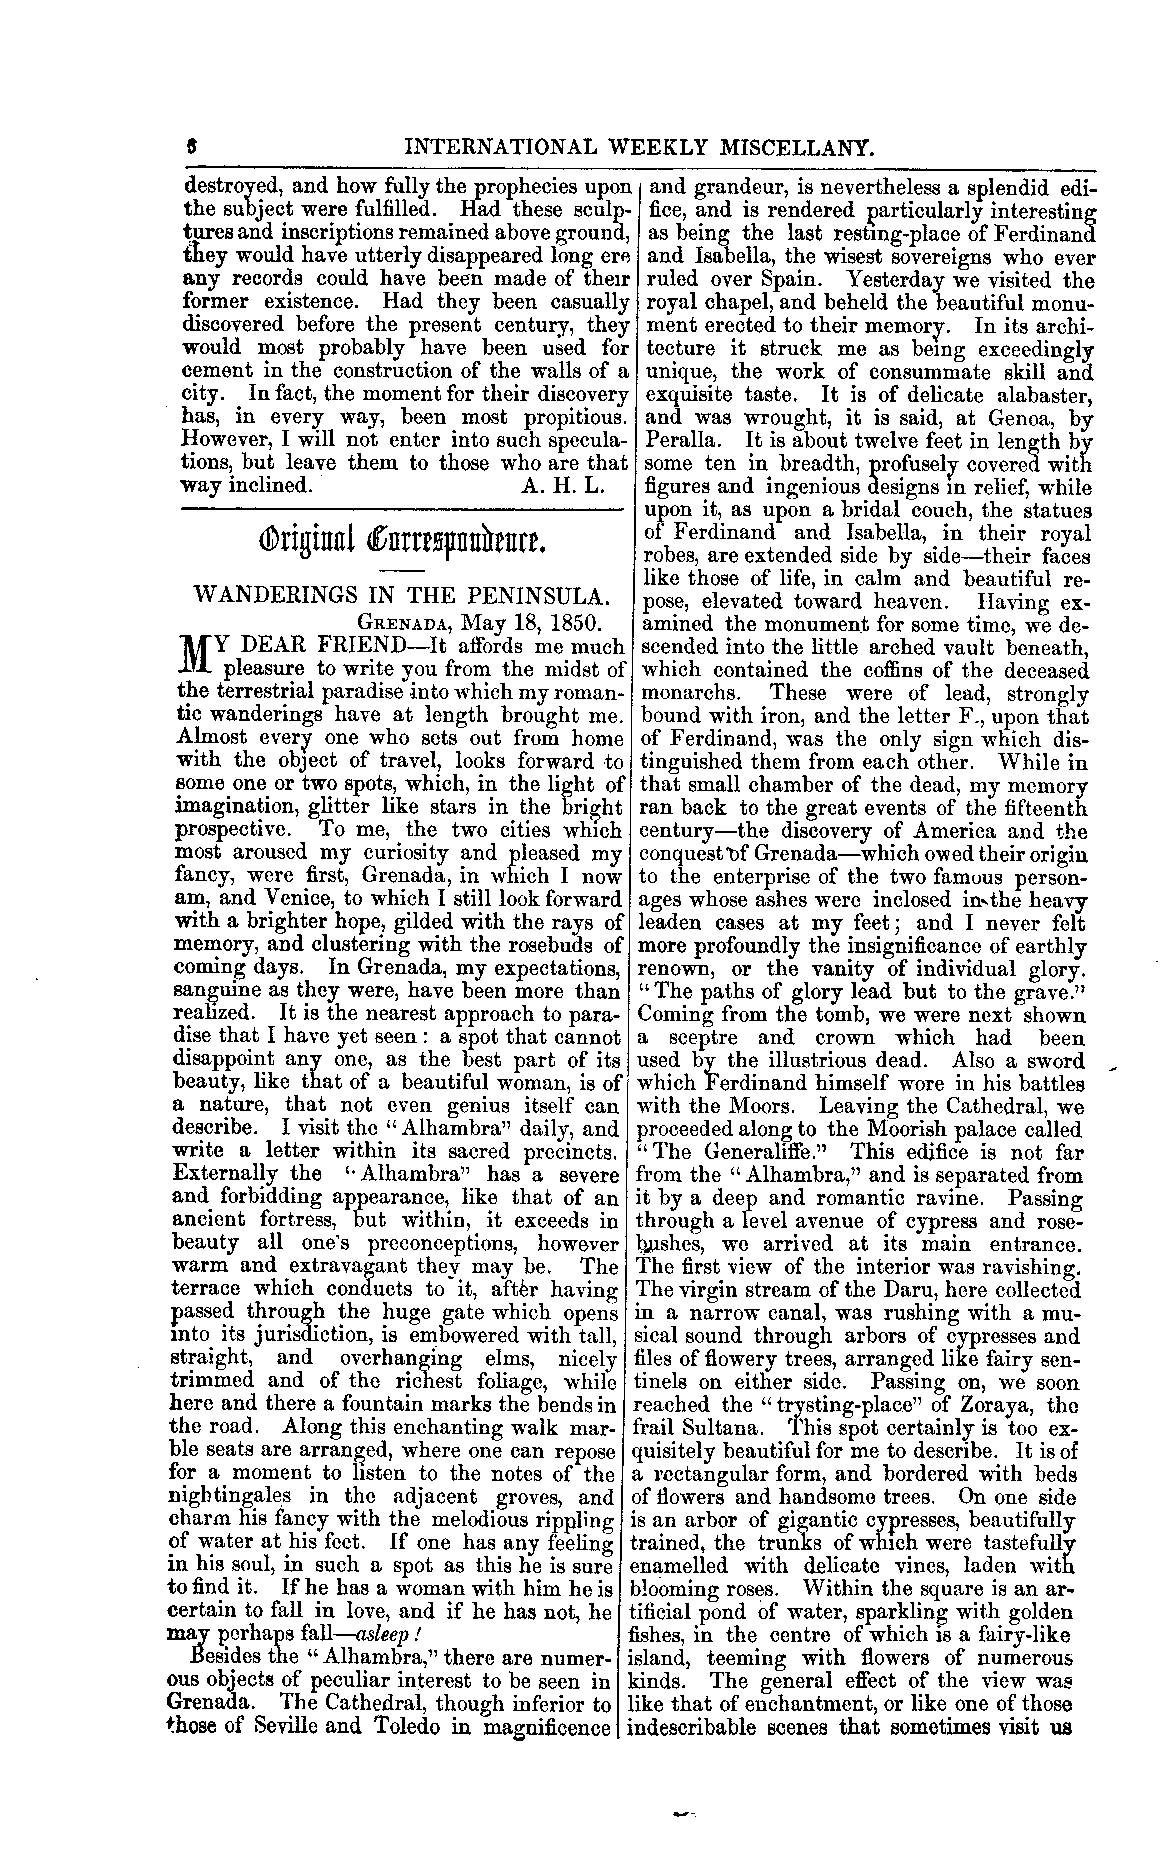 6 INTERNATIONAL WEEKLY MISCELLANY.
destroyed, and how fully the prophecies upon
the subject were fulfilled. Had these sculp-
tures and inscriptions remained above ground,
they would have utterly disappeared long ere
any records could have been made of their
former existence. Had they been casually
discovered before the present century, they
would most probably have been used for
cement in the construction of the walls of a
city. In fact, the moment for their discovery
has, in every way, been most propitious.
However, I will not enter into such specula-
tions, but leave them to those who are that
way inclined. A. H. L.
Original Correspondence.
WANDERINGS IN THE PENINSULA.
GRENADA, May 18, 1850.
MY DEAR FRIEND—It affords me much
pleasure to write you from the midst of
the terrestrial paradise into which my roman-
tic wanderings have at length brought me.
Almost every one who sets out from home
with the object of travel, looks forward to
some one or two spots, which, in the light of
imagination, glitter like stars in the bright
prospective. To me, the two cities which
most aroused my curiosity and pleased my
fancy, were first, Grenada, in which I now
am, and Venice, to which I still look forward
with a brighter hope, gilded with the rays of
memory, and clustering with the rosebuds of
coming days. In Grenada, my expectations,
sanguine as they were, have been more than
realized. It is the nearest approach to para-
dise that I have yet seen: a spot that cannot
disappoint any one, as the best part of its
beauty, like that of a beautiful woman, is of
a nature, that not even genius itself can
describe. I visit the "Alhambra" daily, and
write a letter within its sacred precincts.
Externally the "Alhambra" has a severe
and forbidding appearance, like that of an
ancient fortress, but within, it exceeds in
beauty all one's preconceptions, however
warm and extravagant they may be. The
terrace which conducts to it, after having
passed through the huge gate which opens
into its jurisdiction, is embowered with tall,
straight, and overhanging elms, nicely
trimmed and of the richest foliage, while
here and there a fountain marks the bends in
the road. Along this enchanting walk mar-
ble seats are arranged, where one can repose
for a moment to listen to the notes of the
nightingales in the adjacent groves, and
charm his fancy with the melodious rippling
of water at his feet. If one has any feeling
in his soul, in such a spot as this he is sure
to find it. If he has a woman with him he is
certain to fall in love, and if he has not, he
may perhaps fall—asleep!
Besides the "Alhambra," there are numer-
ous objects of peculiar interest to be seen in
Grenada. The Cathedral, though inferior to
those of Seville and Toledo in magnificence
and grandeur, is nevertheless a splendid edi-
fice, and is rendered particularly interesting
as being the last resting-place of Ferdinand
and Isabella, the wisest sovereigns who ever
ruled over Spain. Yesterday we visited the
royal chapel, and beheld the beautiful monu-
ment erected to their memory. In its archi-
tecture it struck me as being exceedingly
unique, the work of consummate skill and
exquisite taste. It is of delicate alabaster,
and was wrought, it is said, at Genoa, by
Peralla. It is about twelve feet in length by
some ten in breadth, profusely covered with
figures and ingenious designs in relief, while
upon it, as upon a bridal couch, the statues
of Ferdinand and Isabella, in their royal
robes, are extended side by side—their faces
like those of life, in calm and beautiful re-
pose, elevated toward heaven. Having ex-
amined the monument for some time, we de-
scended into the little arched vault beneath,
which contained the coffins of the deceased
monarchs. These were of lead, strongly
bound with iron, and the letter F., upon that
of Ferdinand, was the only sign which dis-
tinguished them from each other. While in
that small chamber of the dead, my memory
ran back to the great events of the fifteenth
century—the discovery of America and the
conquest of Grenada—which owed their origin
to the enterprise of the two famous person-
ages whose ashes were inclosed in the heavy
leaden cases at my feet; and I never felt
more profoundly the insignificance of earthly
renown, or the vanity of individual glory.
"The paths of glory lead but to the grave."
Coming from the tomb, we were next shown
a sceptre and crown which had been
used by the illustrious dead. Also a sword
which Ferdinand himself wore in his battles
with the Moors. Leaving the Cathedral, we
proceeded along to the Moorish palace called
"The Generaliffe." This edifice is not far
from the "Alhambra," and is separated from
it by a deep and romantic ravine. Passing
through a level avenue of cypress and rose-
bushes, we arrived at its main entrance.
The first view of the interior was ravishing.
The virgin stream of the Daru, here collected
in a narrow canal, was rushing with a mu-
sical sound through arbors of cypresses and
files of flowery trees, arranged like fairy sen-
tinels on either side. Passing on, we soon
reached the "trysting-place" of Zoraya, the
frail Sultana. This spot certainly is too ex-
quisitely beautiful for me to describe. It is of
a rectangular form, and bordered with beds
of flowers and handsome trees. On one side
is an arbor of gigantic cypresses, beautifully
trained, the trunks of which were tastefully
enamelled with delicate vines, laden with
blooming roses. Within the square is an ar-
tificial pond of water, sparkling with golden
fishes, in the centre of which is a fairy-like
island, teeming with flowers of numerous
kinds. The general effect of the view was
like that of enchantment, or like one of those
indescribable scenes that sometimes visit us